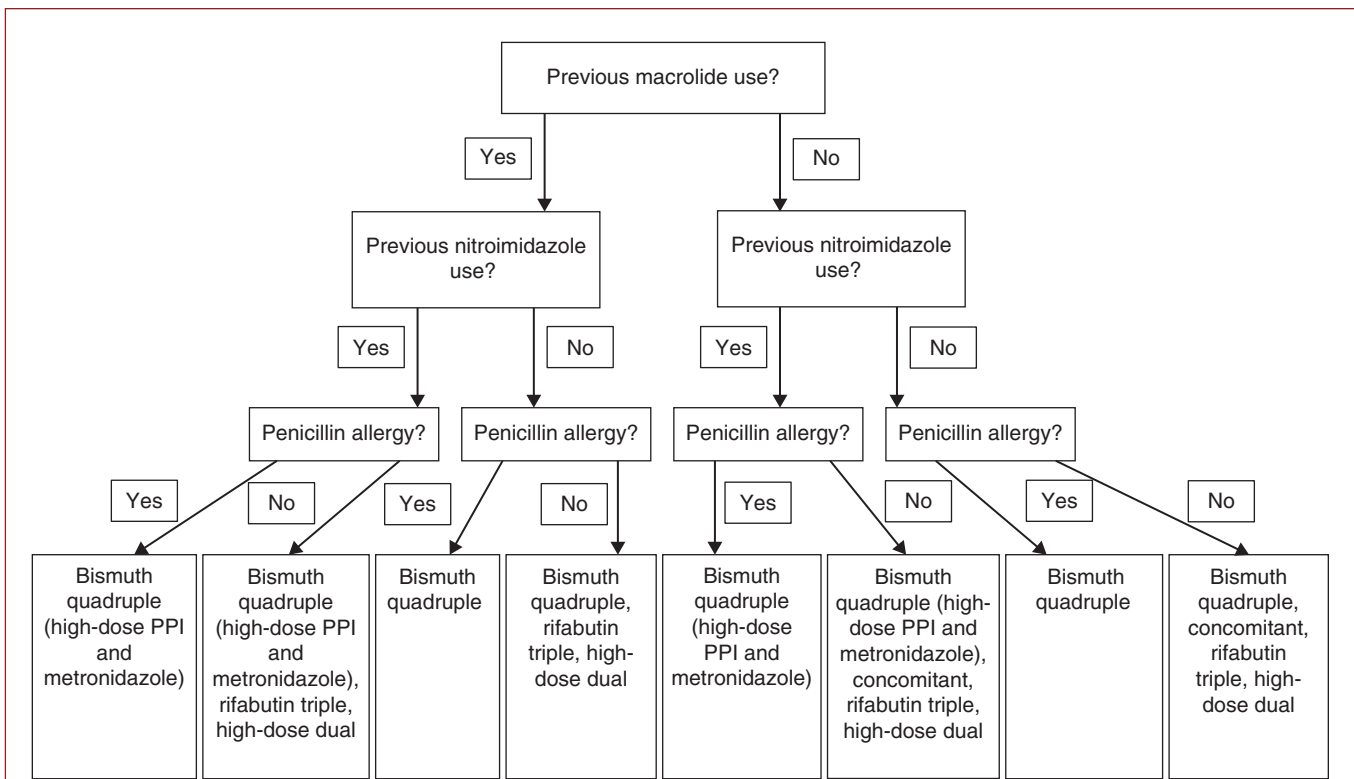 Previous macrolide use?
Yes
No
Previous nitroimidazole
use?
Previous nitroimidazole
use?
Yes
No
Yes
No
Penicillin allergy?
Penicillin allergy?
Penicillin allergy?
Penicillin allergy?
Yes
No
Yes
No
Yes
No
Yes
No
Bismuth
quadruple
(high-dose PPI
and
metronidazole)
Bismuth
quadruple
(high-dose PPI
and
metronidazole),
rifabutin triple,
high-dose dual
Bismuth
quadruple
Bismuth
quadruple,
rifabutin
triple, high-
dose dual
Bismuth
quadruple
(high-dose
PPI and
metronidazole)
Bismuth
quadruple (high-
dose PPI and
metronidazole),
concomitant,
rifabutin triple,
high-dose dual
Bismuth
quadruple
Bismuth
quadruple,
concomitant,
rifabutin
triple, high-
dose dual